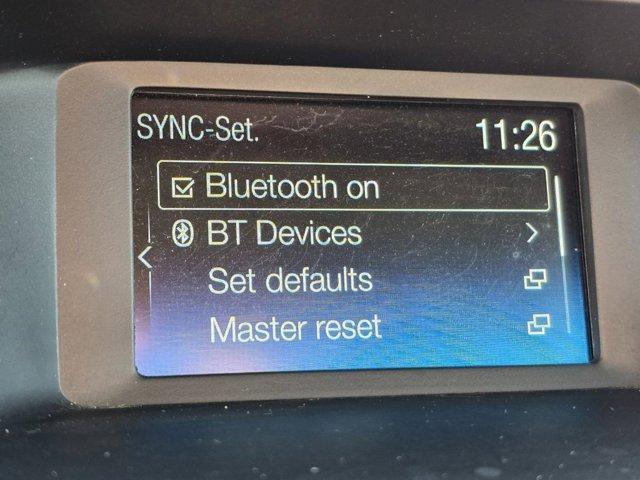 SYNC-Set. 11:26
Bluetooth on
BT Devices
Set defaults
Master reset